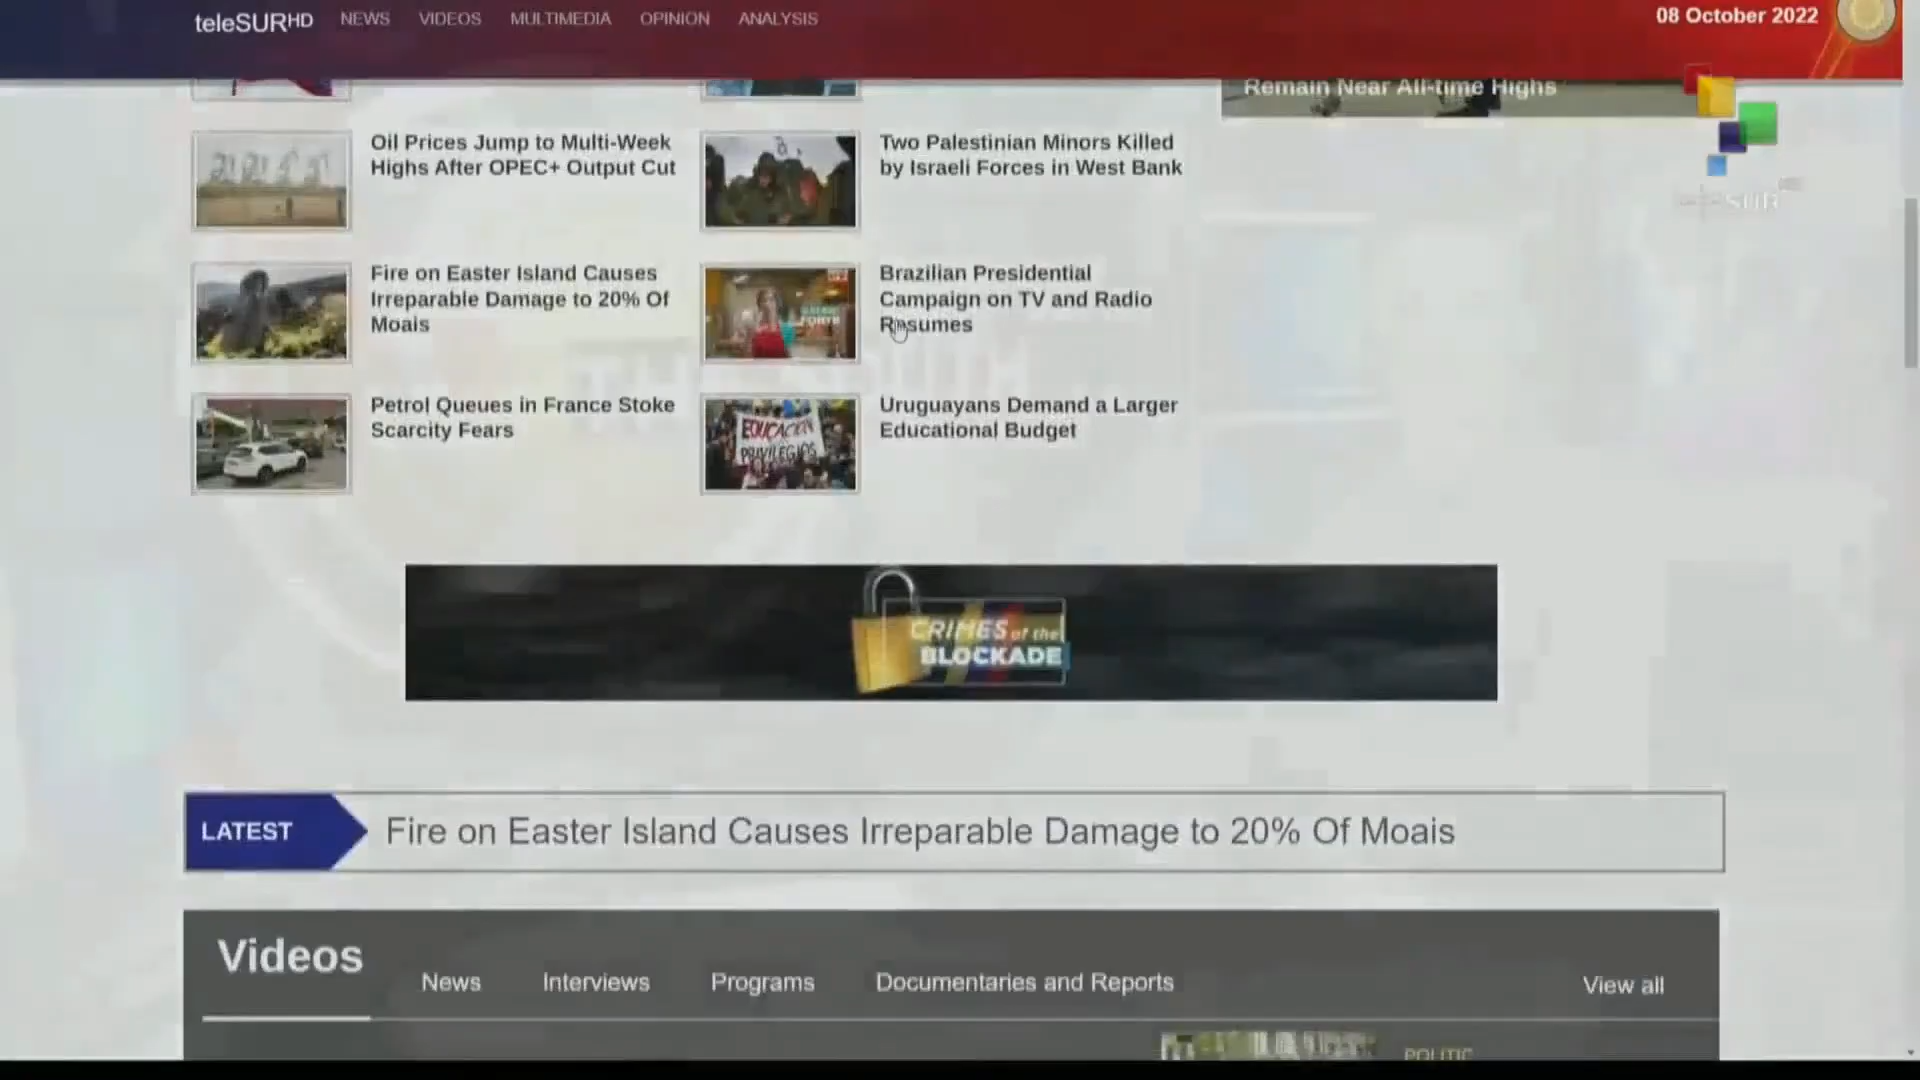 teleSURHD NEWS VIDEOS MULTIMEDIA OPINION ANALYSIS
08 October 2022
Remain Near All-time Highs
Oil Prices Jump to Multi-Week
Highs After OPEC+ Output Cut
Two Palestinian Minors Killed
by Israeli Forces in West Bank
Fire on Easter Island Causes
Irreparable Damage to 20% Of
Moais
Brazilian Presidential
Campaign on TV and Radio
Resumes
Petrol Queues in France Stoke
Scarcity Fears
EDUCACION
PRIVILEGIOS
Uruguayans Demand a Larger
Educational Budget
CRIMES of the
BLOCKADE
LATEST
Fire on Easter Island Causes Irreparable Damage to 20% Of Moais
Videos
News Interviews Programs Documentaries and Reports View all